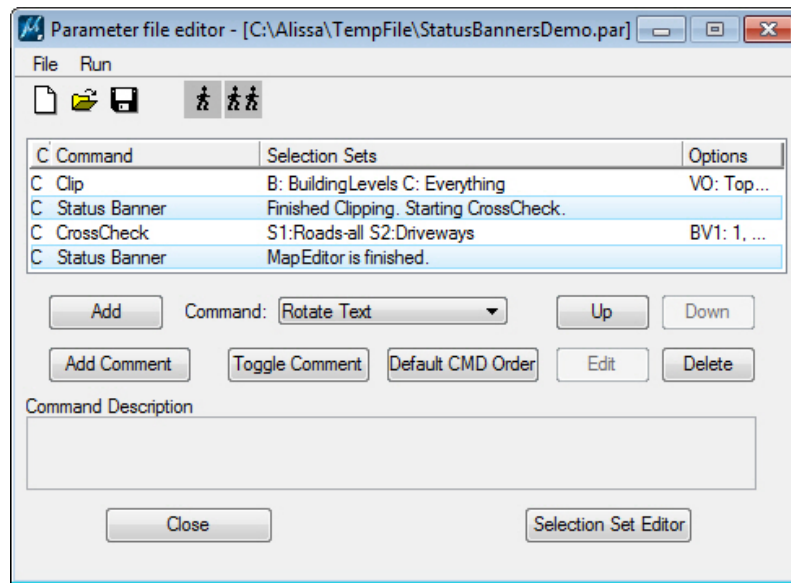 Parameter file editor - [C:\Alissa\TempFile\StatusBannersDemo.par]
File Run
C Command Selection Sets Options
C Clip B: BuildingLevels C: Everything VO: Top...
C Status Banner Finished Clipping. Starting CrossCheck.
C CrossCheck S1:Roads-all S2:Driveways BV1: 1, ...
C Status Banner MapEditor is finished.
Add Command: Rotate Text Up Down
Add Comment Toggle Comment Default CMD Order Edit Delete
Command Description
Close Selection Set Editor